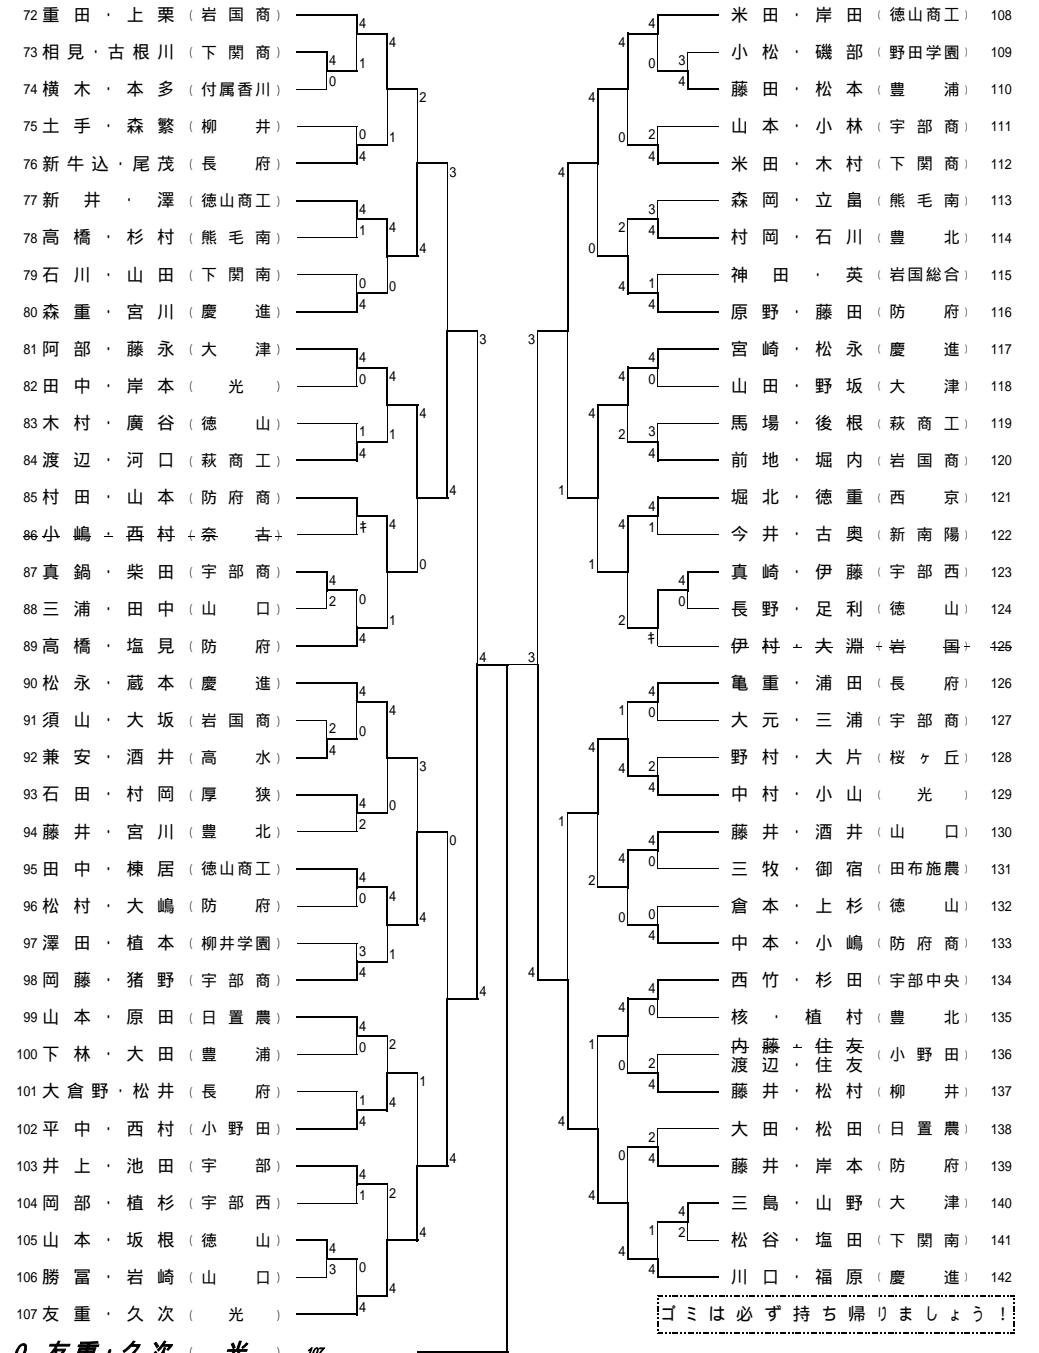 72 重田・上栗（岩国商）
73 相見・古根川（下関商）
74 横木・本多（付属香川）
75 土手・森繁（柳井）
76 新牛込・尾茂（長府）
77 新井・澤（徳山商工）
78 高橋・杉村（熊毛南）
79 石川・山田（下関南）
80 森重・宮川（慶進）
81 阿部・藤永（大津）
82 田中・岸本（光）
83 木村・廣谷（徳山）
84 渡辺・河口（萩商工）
85 村田・山本（防府商）
86 小嶋・西村（奈古）
87 真鍋・柴田（宇部商）
88 三浦・田中（山口）
89 高橋・塩見（防府）
90 松永・蔵本（慶進）
91 須山・大坂（岩国商）
92 兼安・酒井（高水）
93 石田・村岡（厚狭）
94 藤井・宮川（豊北）
95 田中・棟居（徳山商工）
96 松村・大嶋（防府）
97 澤田・植本（柳井学園）
98 岡藤・猪野（宇部商）
99 山本・原田（日置農）
100 下林・大田（豊浦）
101 大倉野・松井（長府）
102 平中・西村（小野田）
103 井上・池田（宇部）
104 岡部・植杉（宇部西）
105 山本・坂根（徳山）
106 勝冨・岩崎（山口）
107 友重・久次（光）
友重・久次（光）107
米田・岸田（徳山商工）108
小松・磯部（野田学園）109
藤田・松本（豊浦）110
山本・小林（宇部商）111
米田・木村（下関商）112
森岡・立畠（熊毛南）113
村岡・石川（豊北）114
神田・英（岩国総合）115
原野・藤田（防府）116
宮崎・松永（慶進）117
山田・野坂（大津）118
馬場・後根（萩商工）119
前地・堀内（岩国商）120
堀北・徳重（西京）121
今井・古奥（新南陽）122
真崎・伊藤（宇部西）123
長野・足利（徳山）124
伊村・大淵（岩国）125
亀重・浦田（長府）126
大元・三浦（宇部商）127
野村・大片（桜ヶ丘）128
中村・小山（光）129
藤井・酒井（山口）130
三牧・御宿（田布施農）131
倉本・上杉（徳山）132
中本・小嶋（防府商）133
西竹・杉田（宇部中央）134
核・植村（豊北）135
内藤・住友
渡辺・住友（小野田）136
藤井・松村（柳井）137
大田・松田（日置農）138
藤井・岸本（防府）139
三島・山野（大津）140
松谷・塩田（下関南）141
川口・福原（慶進）142
ゴミは必ず持ち帰りましょう！